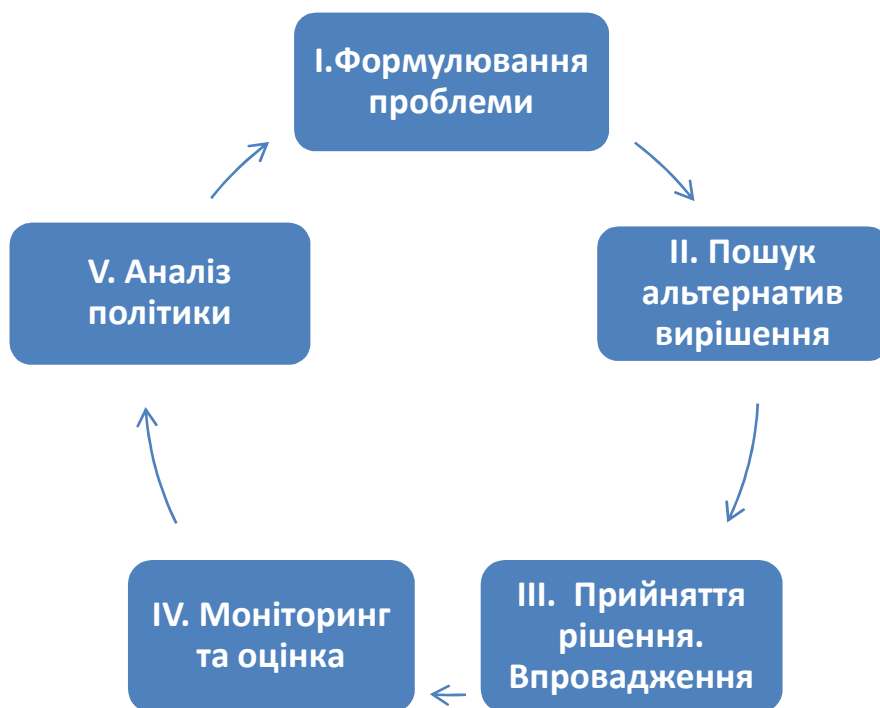 I.Формулювання
проблеми
II. Пошук
альтернатив
вирішення
III. Прийняття
рішення.
Впровадження
IV. Моніторинг
та оцінка
V. Аналіз
політики